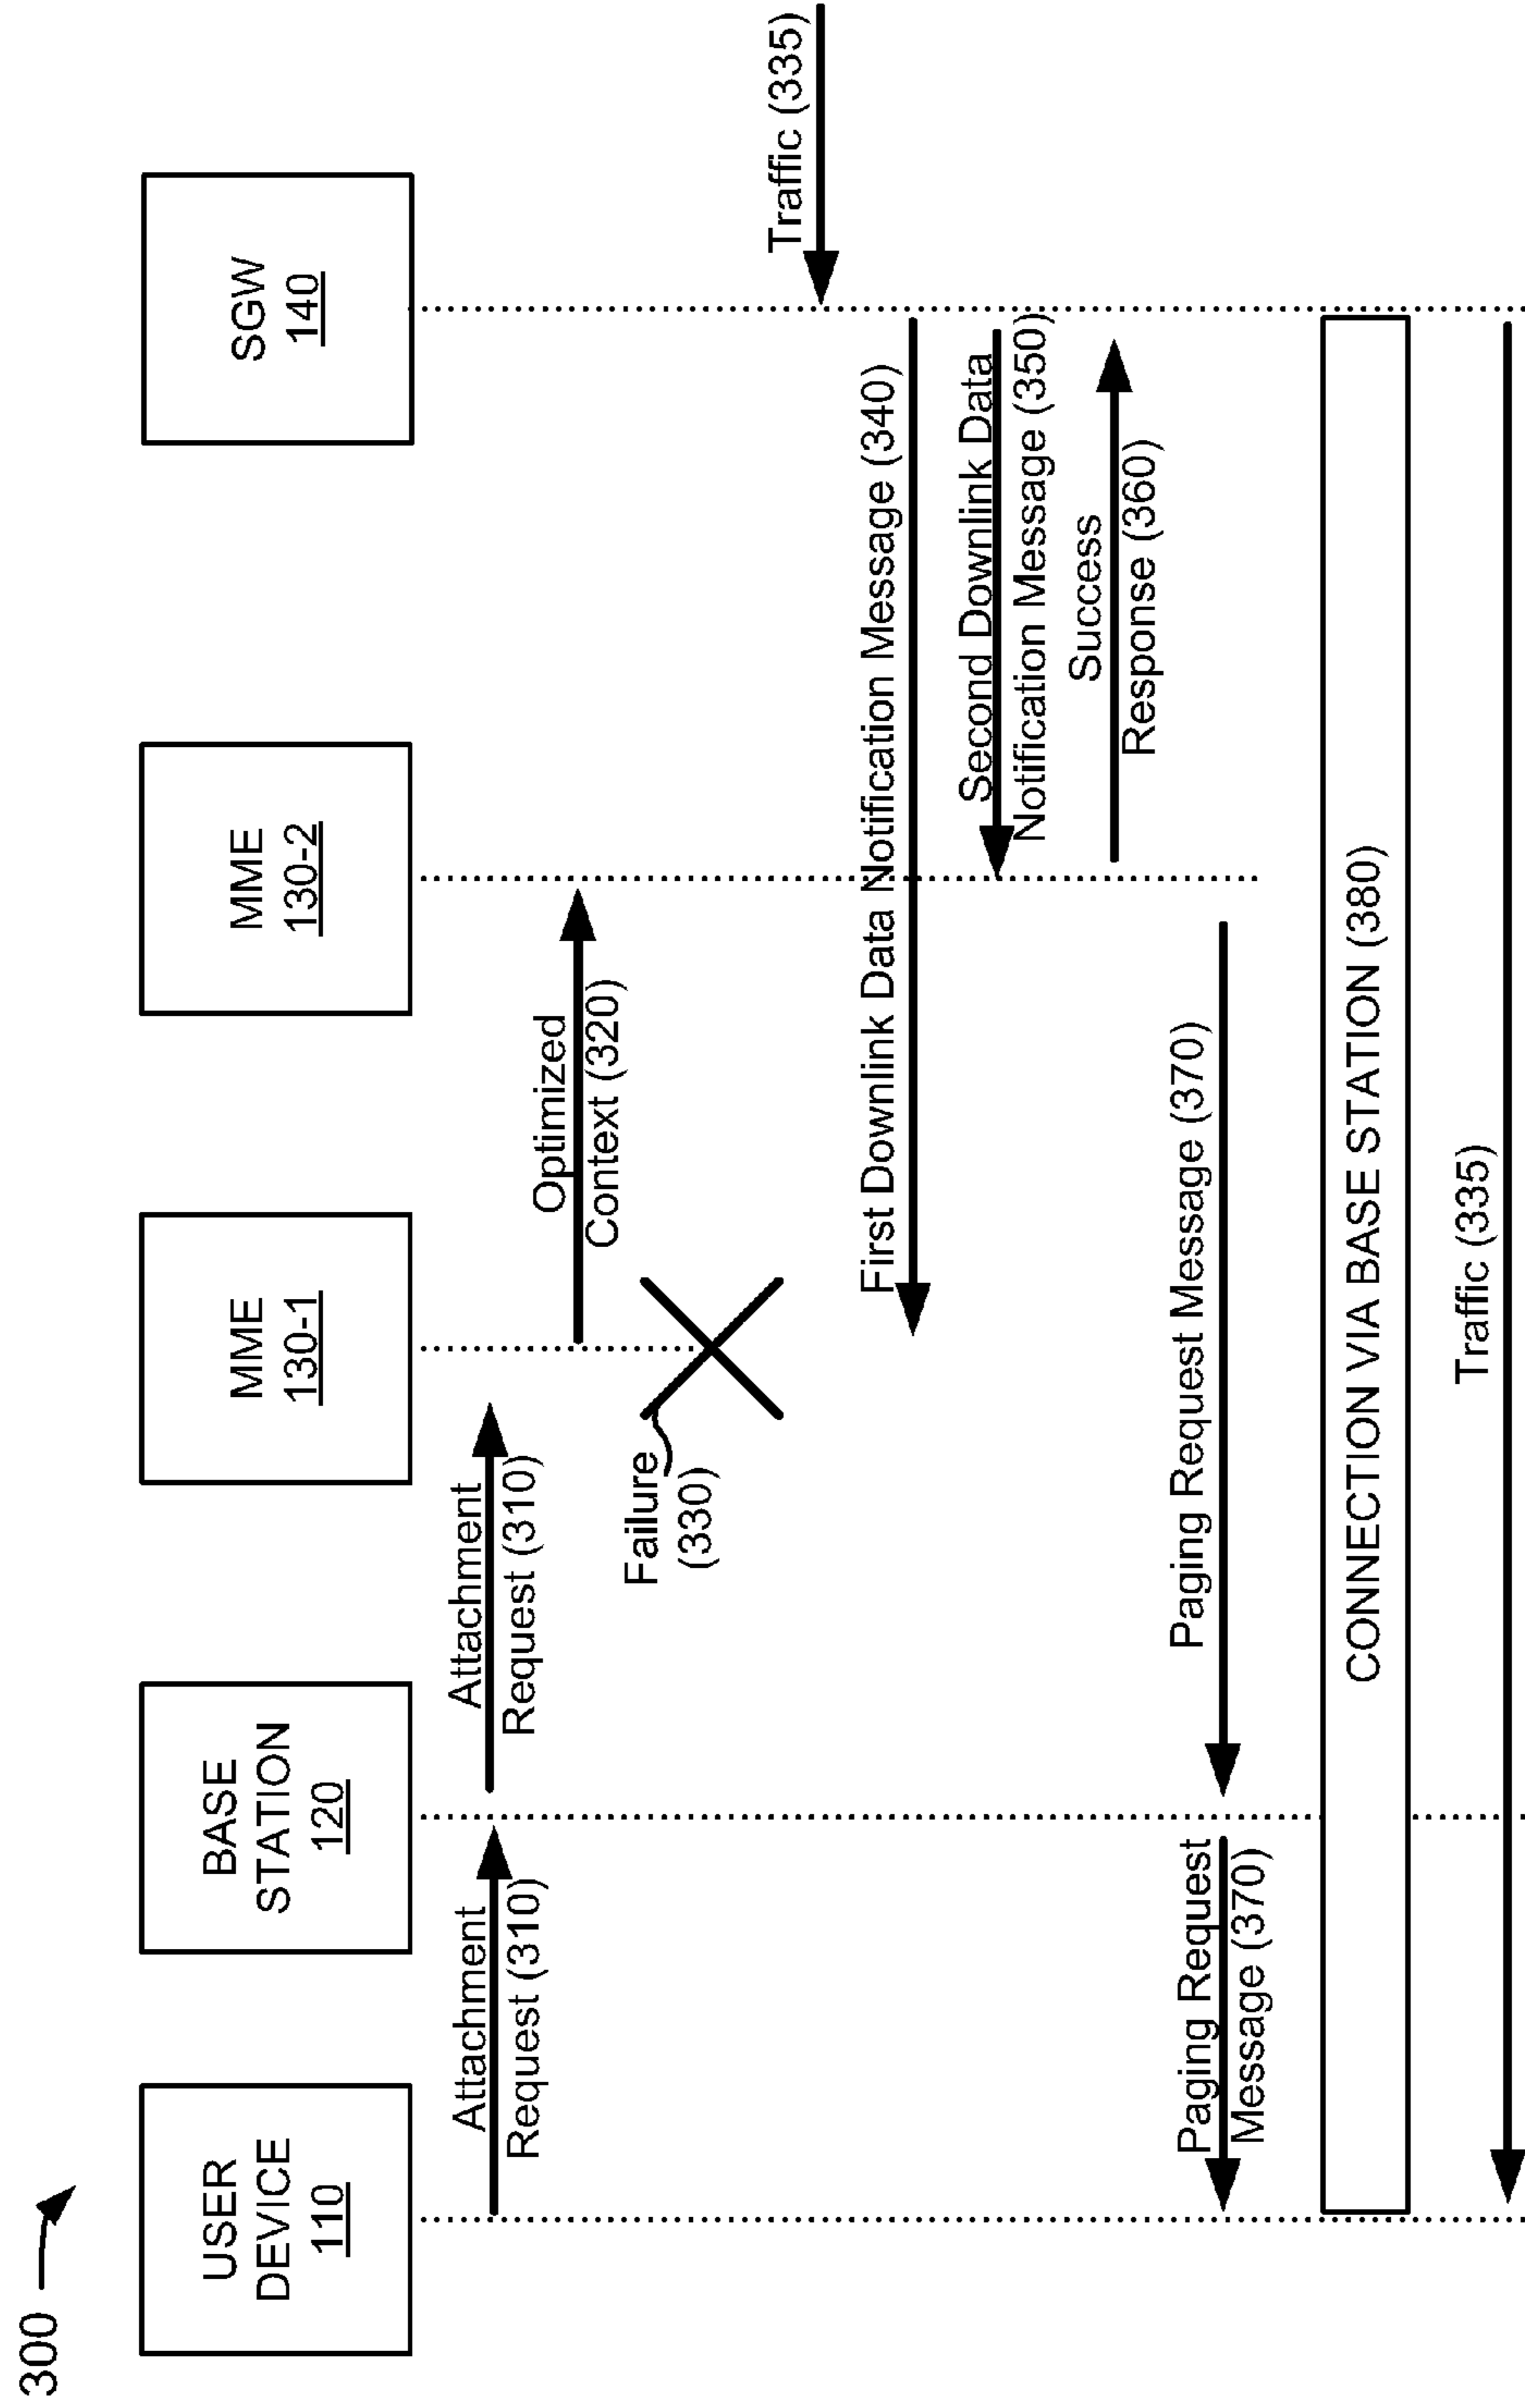 300
USER
DEVICE
110
BASE
STATION
120
MME
130-1
MME
130-2
SGW
140
Attachment
Request (310)
Attachment
Request (310)
Optimized
Context (320)
Failure
(330)
Traffic (335)
First Downlink Data Notification Message (340)
Second Downlink Data
Notification Message (350)
Success
Response (360)
Paging Request Message (370)
Paging Request
Message (370)
CONNECTION VIA BASE STATION (380)
Traffic (335)